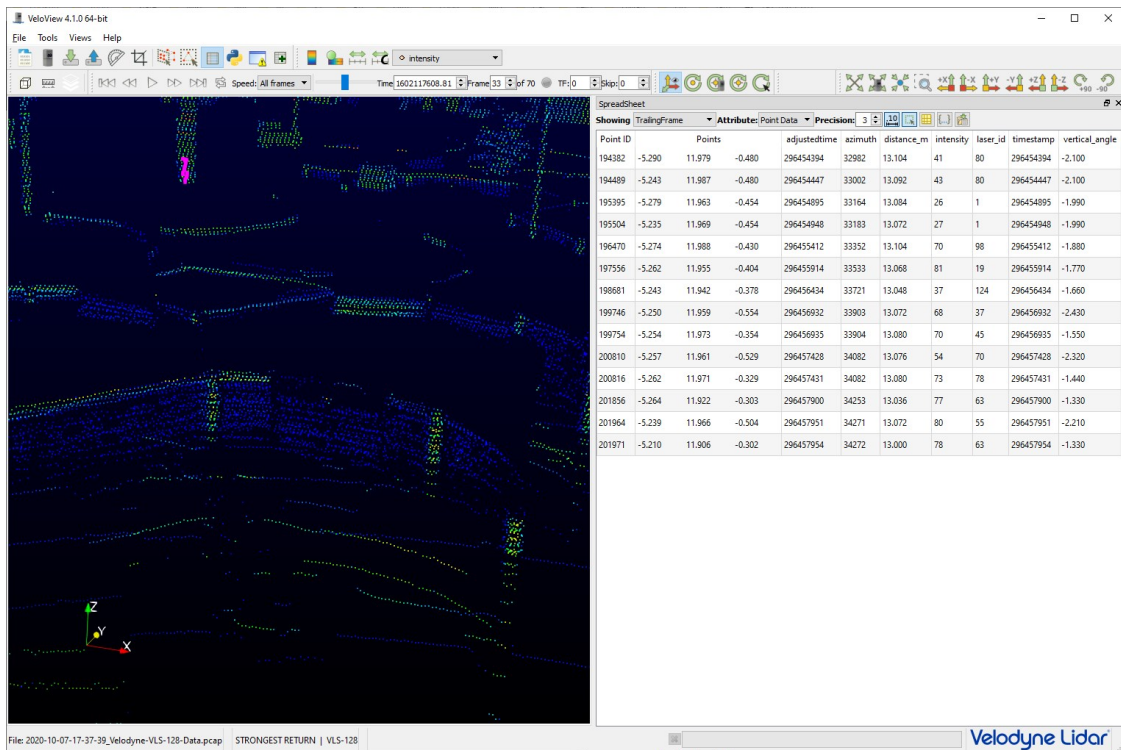 VeloView 4.1.0 64-bit
File Tools Views Help
intensity
Speed: All frames Time 1602117608.81 Frame 33 of 70 TF: 0 Skip: 0 +X -X +Y -Y +Z -Z +90 -90
SpreadSheet
Showing TrailingFrame Attribute: Point Data Precision: 3 .10 {..}
Point ID Points adjustedtime azimuth distance_m intensity laser_id timestamp vertical_angle
194382 -5.290 11.979 -0.480 296454394 32982 13.104 41 80 296454394 -2.100
194489 -5.243 11.987 -0.480 296454447 33002 13.092 43 80 296454447 -2.100
195395 -5.279 11.963 -0.454 296454895 33164 13.084 26 1 296454895 -1.990
195504 -5.235 11.969 -0.454 296454948 33183 13.072 27 1 296454948 -1.990
196470 -5.274 11.988 -0.430 296455412 33352 13.104 70 98 296455412 -1.880
197556 -5.262 11.955 -0.404 296455914 33533 13.068 81 19 296455914 -1.770
198681 -5.243 11.942 -0.378 296456434 33721 13.048 37 124 296456434 -1.660
199746 -5.250 11.959 -0.554 296456932 33903 13.072 68 37 296456932 -2.430
199754 -5.254 11.973 -0.354 296456935 33904 13.080 70 45 296456935 -1.550
200810 -5.257 11.961 -0.529 296457428 34082 13.076 54 70 296457428 -2.320
200816 -5.262 11.971 -0.329 296457431 34082 13.080 73 78 296457431 -1.440
201856 -5.264 11.922 -0.303 296457900 34253 13.036 77 63 296457900 -1.330
201964 -5.239 11.966 -0.504 296457951 34271 13.072 80 55 296457951 -2.210
201971 -5.210 11.906 -0.302 296457954 34272 13.000 78 63 296457954 -1.330
Z
Y
X
File: 2020-10-07-17-37-39_Velodyne-VLS-128-Data.pcap STRONGEST RETURN | VLS-128
Velodyne Lidar